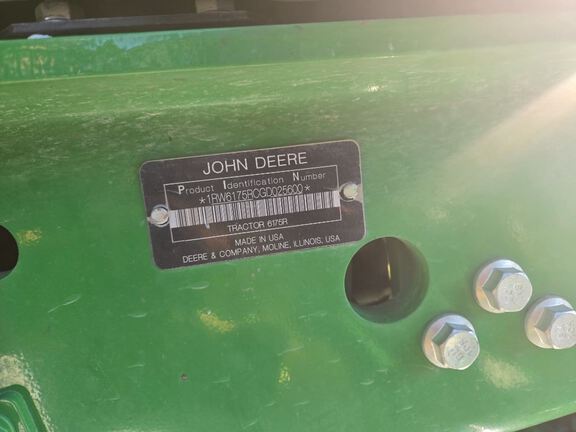 JOHN DEERE
Product Identification Number
*1RW6175RCGD025600*
TRACTOR 6175R
MADE IN USA
DEERE & COMPANY, MOLINE, ILLINOIS, USA